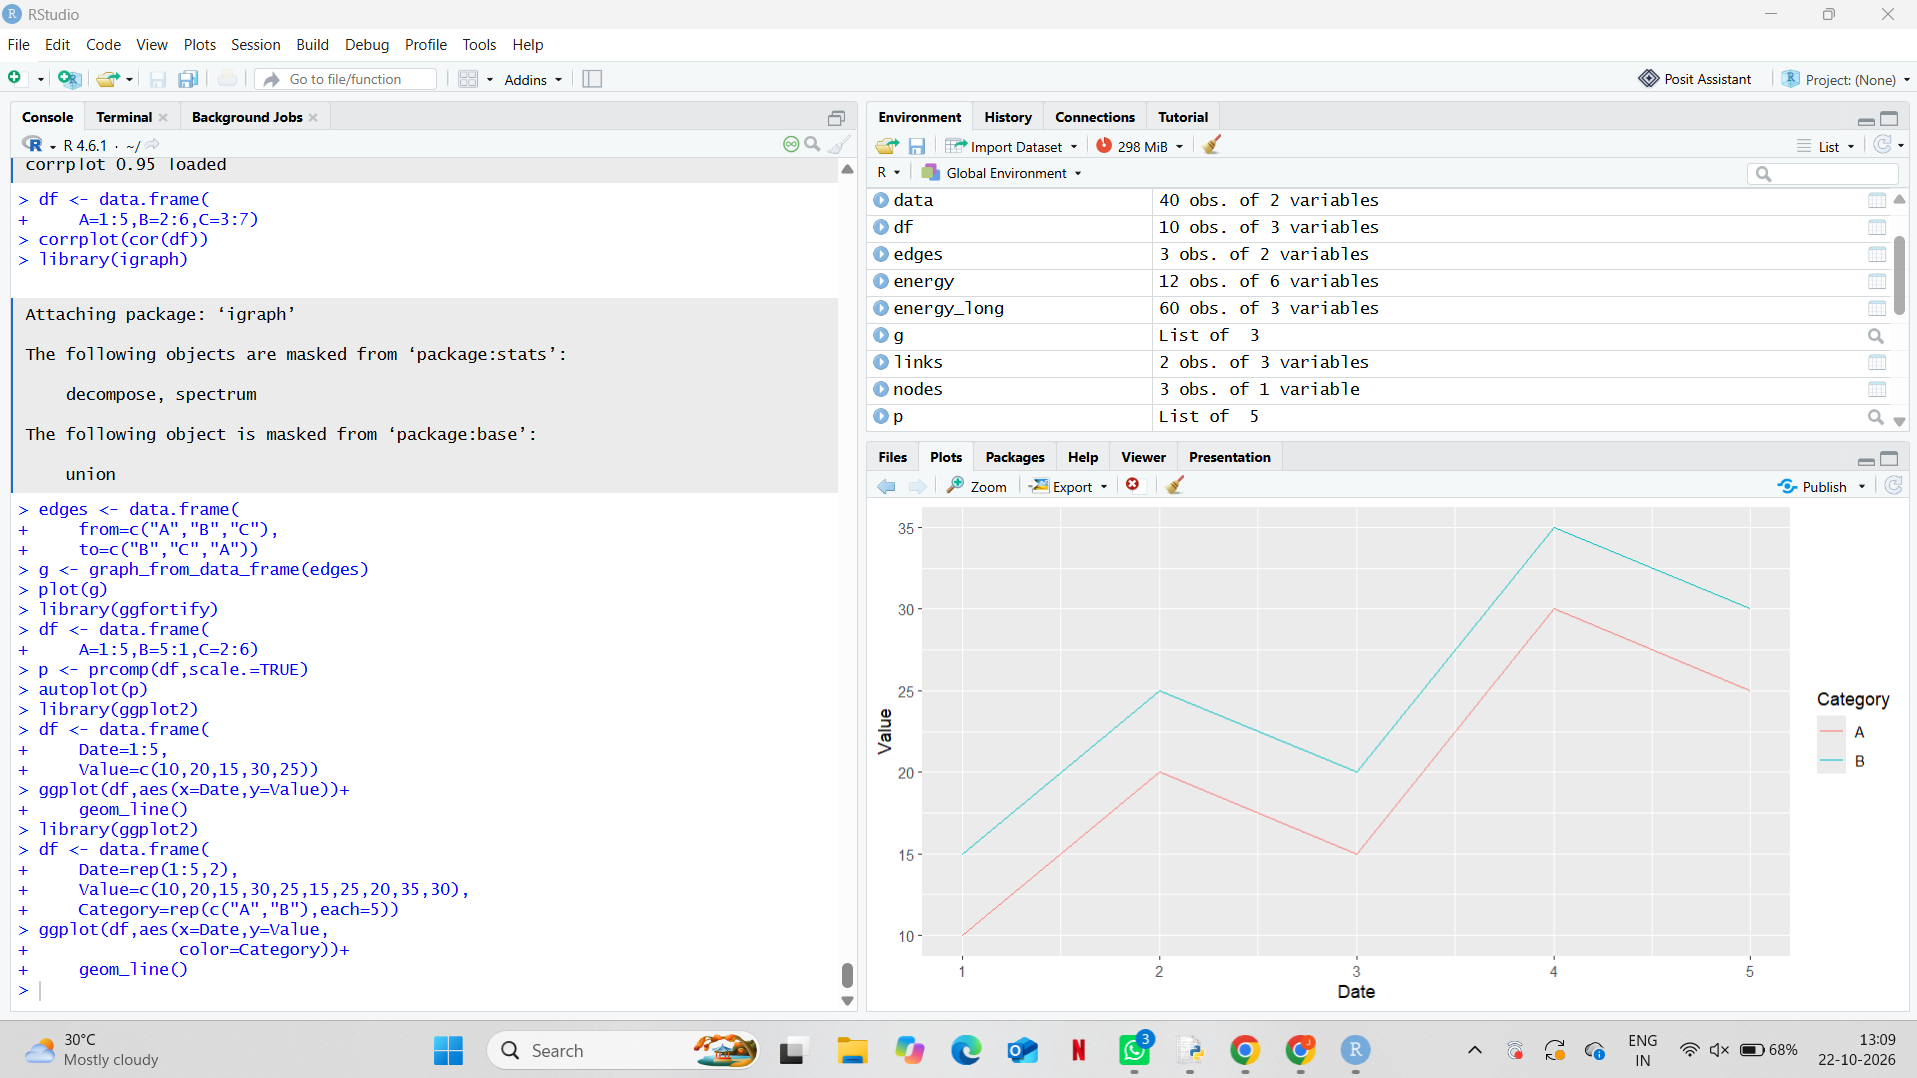 RStudio
File Edit Code View Plots Session Build Debug Profile Tools Help
Go to file/function Addins Posit Assistant Project: (None)
Console Terminal Background Jobs
R 4.6.1 · ~/
corrplot 0.95 loaded
> df <- data.frame(
+     A=1:5,B=2:6,C=3:7)
> corrplot(cor(df))
> library(igraph)
Attaching package: ‘igraph’
The following objects are masked from ‘package:stats’:
decompose, spectrum
The following object is masked from ‘package:base’:
union
> edges <- data.frame(
+     from=c("A","B","C"),
+     to=c("B","C","A"))
> g <- graph_from_data_frame(edges)
> plot(g)
> library(ggfortify)
> df <- data.frame(
+     A=1:5,B=5:1,C=2:6)
> p <- prcomp(df,scale.=TRUE)
> autoplot(p)
> library(ggplot2)
> df <- data.frame(
+     Date=1:5,
+     Value=c(10,20,15,30,25))
> ggplot(df,aes(x=Date,y=Value))+
+     geom_line()
> library(ggplot2)
> df <- data.frame(
+     Date=rep(1:5,2),
+     Value=c(10,20,15,30,25,15,25,20,35,30),
+     Category=rep(c("A","B"),each=5))
> ggplot(df,aes(x=Date,y=Value,
+               color=Category))+
+     geom_line()
>
Environment History Connections Tutorial
Import Dataset 298 MiB List
R Global Environment
data 40 obs. of 2 variables
df 10 obs. of 3 variables
edges 3 obs. of 2 variables
energy 12 obs. of 6 variables
energy_long 60 obs. of 3 variables
g List of 3
links 2 obs. of 3 variables
nodes 3 obs. of 1 variable
p List of 5
Files Plots Packages Help Viewer Presentation
Zoom Export Publish
35
30
25
20
15
10
Value
1 2 3 4 5
Date
Category
A
B
30°C
Mostly cloudy
Search
3
ENG
IN
68%
13:09
22-10-2026